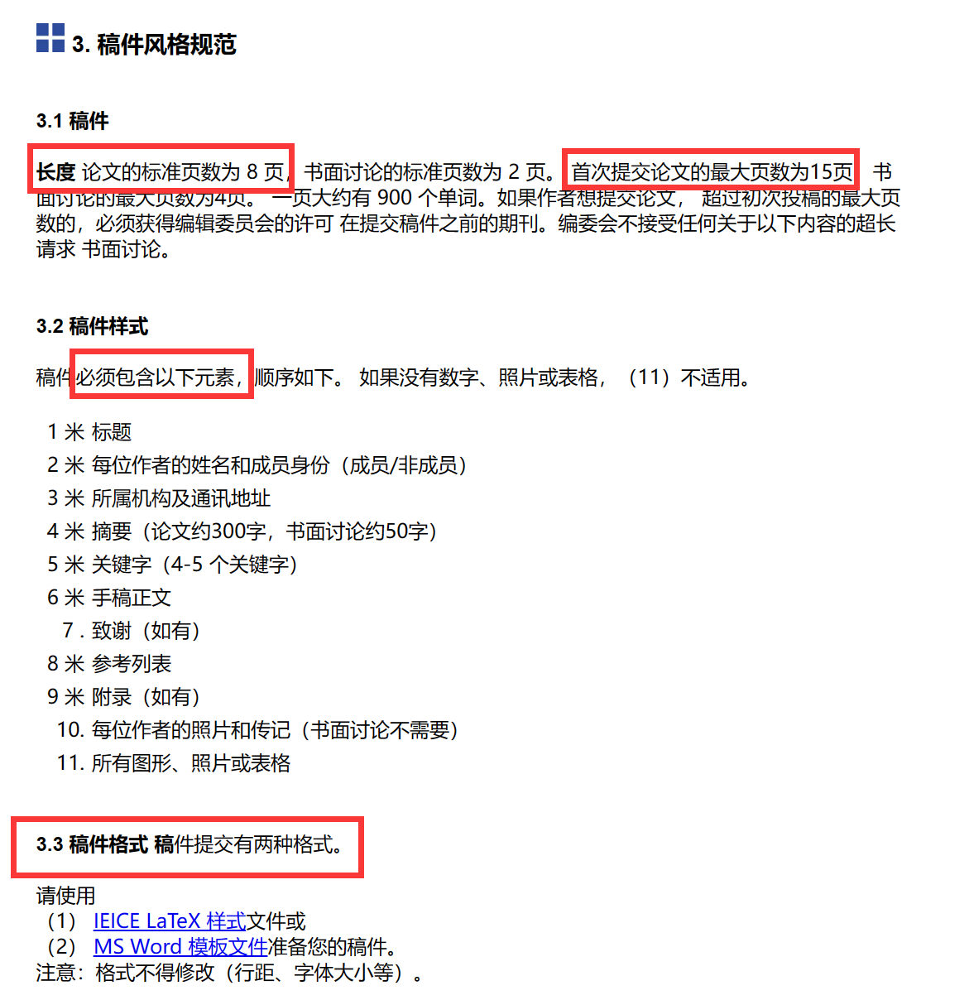 3. 稿件风格规范
3.1 稿件
长度 论文的标准页数为 8 页，书面讨论的标准页数为 2 页。 首次提交论文的最大页数为15页 书
面讨论的最大页数为4页。 一页大约有 900 个单词。如果作者想提交论文， 超过初次投稿的最大页
数的，必须获得编辑委员会的许可 在提交稿件之前的期刊。编委会不接受任何关于以下内容的超长
请求 书面讨论。
3.2 稿件样式
稿件必须包含以下元素，顺序如下。 如果没有数字、照片或表格，（11）不适用。
1 米 标题
2 米 每位作者的姓名和成员身份（成员/非成员）
3 米 所属机构及通讯地址
4 米 摘要（论文约300字，书面讨论约50字）
5 米 关键字（4-5 个关键字）
6 米 手稿正文
7 . 致谢（如有）
8 米 参考列表
9 米 附录（如有）
10. 每位作者的照片和传记（书面讨论不需要）
11. 所有图形、照片或表格
3.3 稿件格式 稿件提交有两种格式。
请使用
（1） IEICE LaTeX 样式文件或
（2） MS Word 模板文件准备您的稿件。
注意：格式不得修改（行距、字体大小等）。